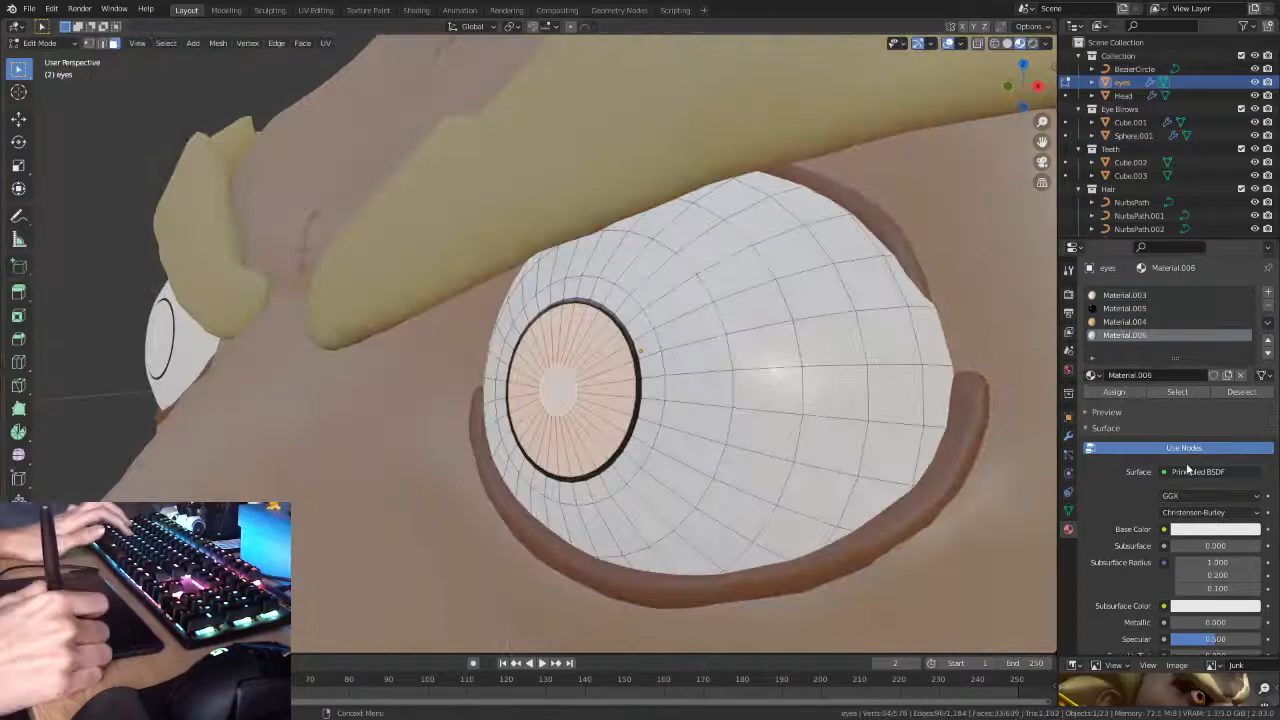 File Edit Render Window Help Layout Modeling Sculpting UV Editing Texture Paint Shading Animation Rendering Compositing Geometry Nodes Scripting + Scene View Layer
Global Options
Edit Mode View Select Add Mesh Vertex Edge Face UV
User Perspective
(2) eyes
Scene Collection
Collection
BezierCircle
eyes
Head
Eye Birows
Cube.001
Sphere.001
Teeth
Cube.002
Cube.003
Hair
NurbsPath
NurbsPath.001
NurbsPath.002
eyes Material.006
Material.003
Material.005
Material.004
Material.006
Material.006
Assign Select Deselect
Preview
Surface
Use Nodes
Surface
GGX
Christensen-Burley
Base Color
Subsurface 0.000
Subsurface Radius 1.000
0.200
0.100
Subsurface Color
Metallic 0.000
Specular 0.500
2 Start 1 End 250
View View Image Junk
70 80 90 100 110 120 130 140 150 160 170 180 190 200 210 220 230 240 250
Context Menu